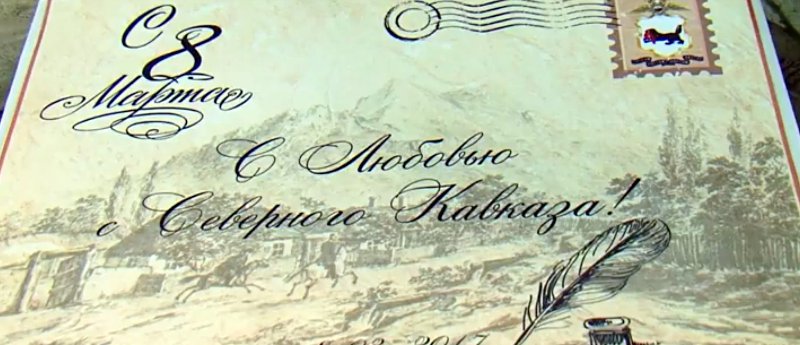 С 8
Марта
С Любовью
с Северного Кавказа!